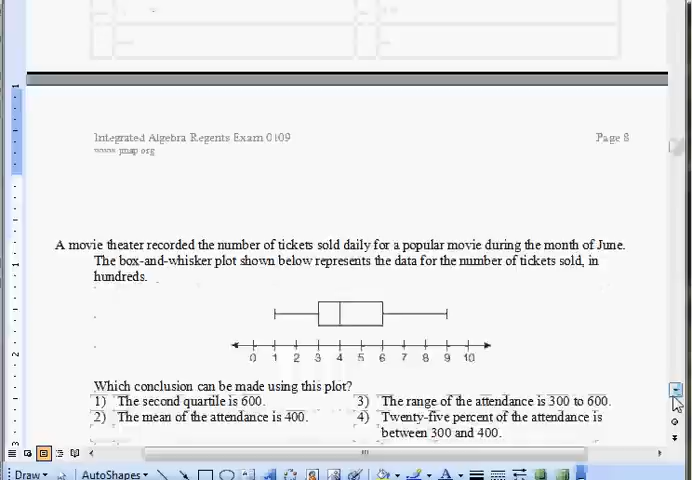 Integrated Algebra Regents Exam 0109
Page 8
www.jmap.org
A movie theater recorded the number of tickets sold daily for a popular movie during the month of June.
The box-and-whisker plot shown below represents the data for the number of tickets sold, in
hundreds.
0 1 2 3 4 5 6 7 8 9 10
Which conclusion can be made using this plot?
1) The second quartile is 600.
2) The mean of the attendance is 400.
3) The range of the attendance is 300 to 600.
4) Twenty-five percent of the attendance is
between 300 and 400.
Draw
AutoShapes